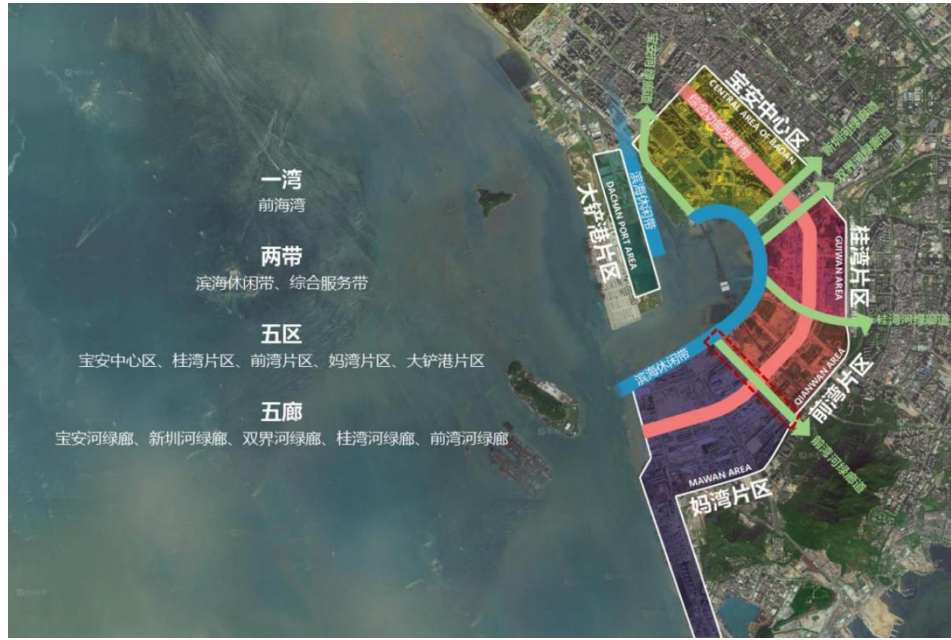 一湾
前海湾
两带
滨海休闲带、综合服务带
五区
宝安中心区、桂湾片区、前湾片区、妈湾片区、大铲港片区
五廊
宝安河绿廊、新圳河绿廊、双界河绿廊、桂湾河绿廊、前湾河绿廊
宝安中心区
CENTRAL AREA OF BAOAN
综合功能发展带
滨海休闲带
大铲港片区
DACHAN PORT AREA
桂湾片区
GUIWAN AREA
桂湾河绿廊道
滨海休闲带
QIANWAN AREA
前湾片区
前湾河绿廊道
MAWAN AREA
妈湾片区